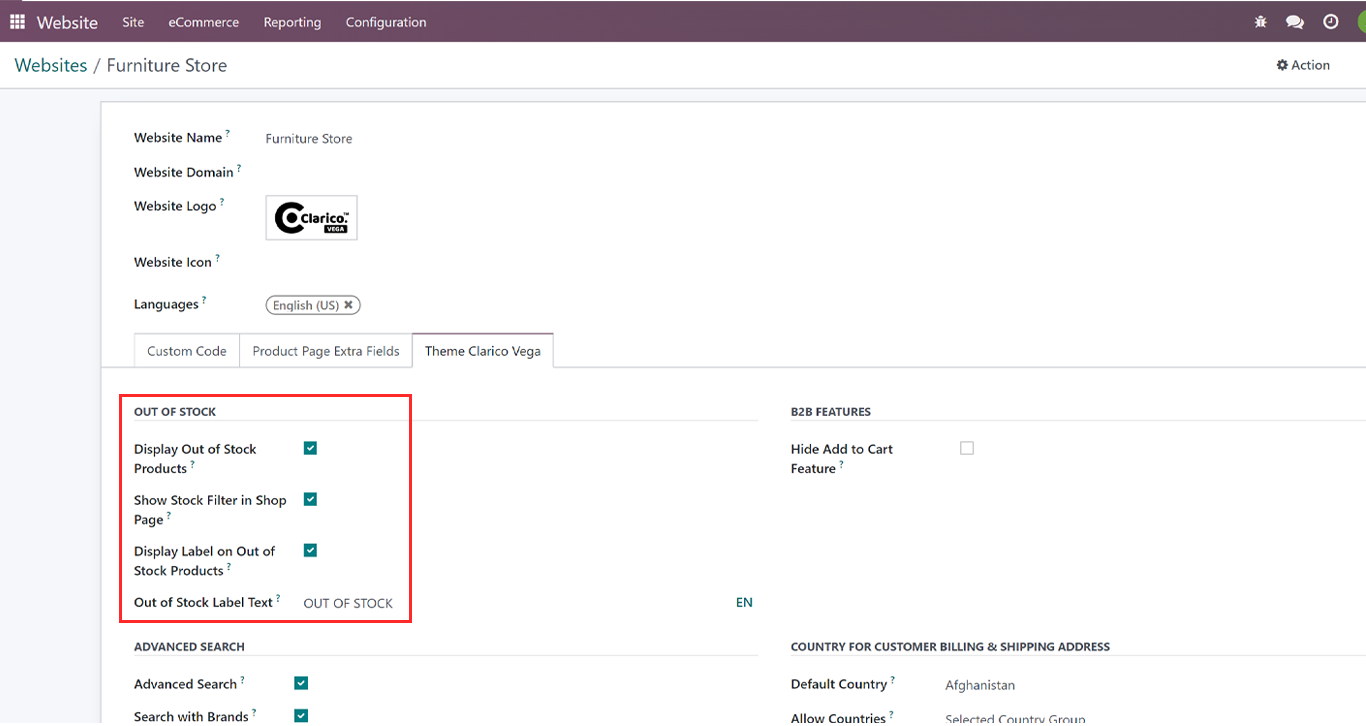 Website Site eCommerce Reporting Configuration
Websites / Furniture Store Action
Website Name ? Furniture Store
Website Domain ?
Website Logo ? Clarico.™ VEGA
Website Icon ?
Languages ? English (US) ✖
Custom Code Product Page Extra Fields Theme Clarico Vega
OUT OF STOCK
Display Out of Stock
Products ?
Show Stock Filter in Shop
Page ?
Display Label on Out of
Stock Products ?
Out of Stock Label Text ? OUT OF STOCK EN
B2B FEATURES
Hide Add to Cart
Feature ?
ADVANCED SEARCH
Advanced Search ?
Search with Brands ?
COUNTRY FOR CUSTOMER BILLING & SHIPPING ADDRESS
Default Country ? Afghanistan
Allow Countries ? Selected Country Group